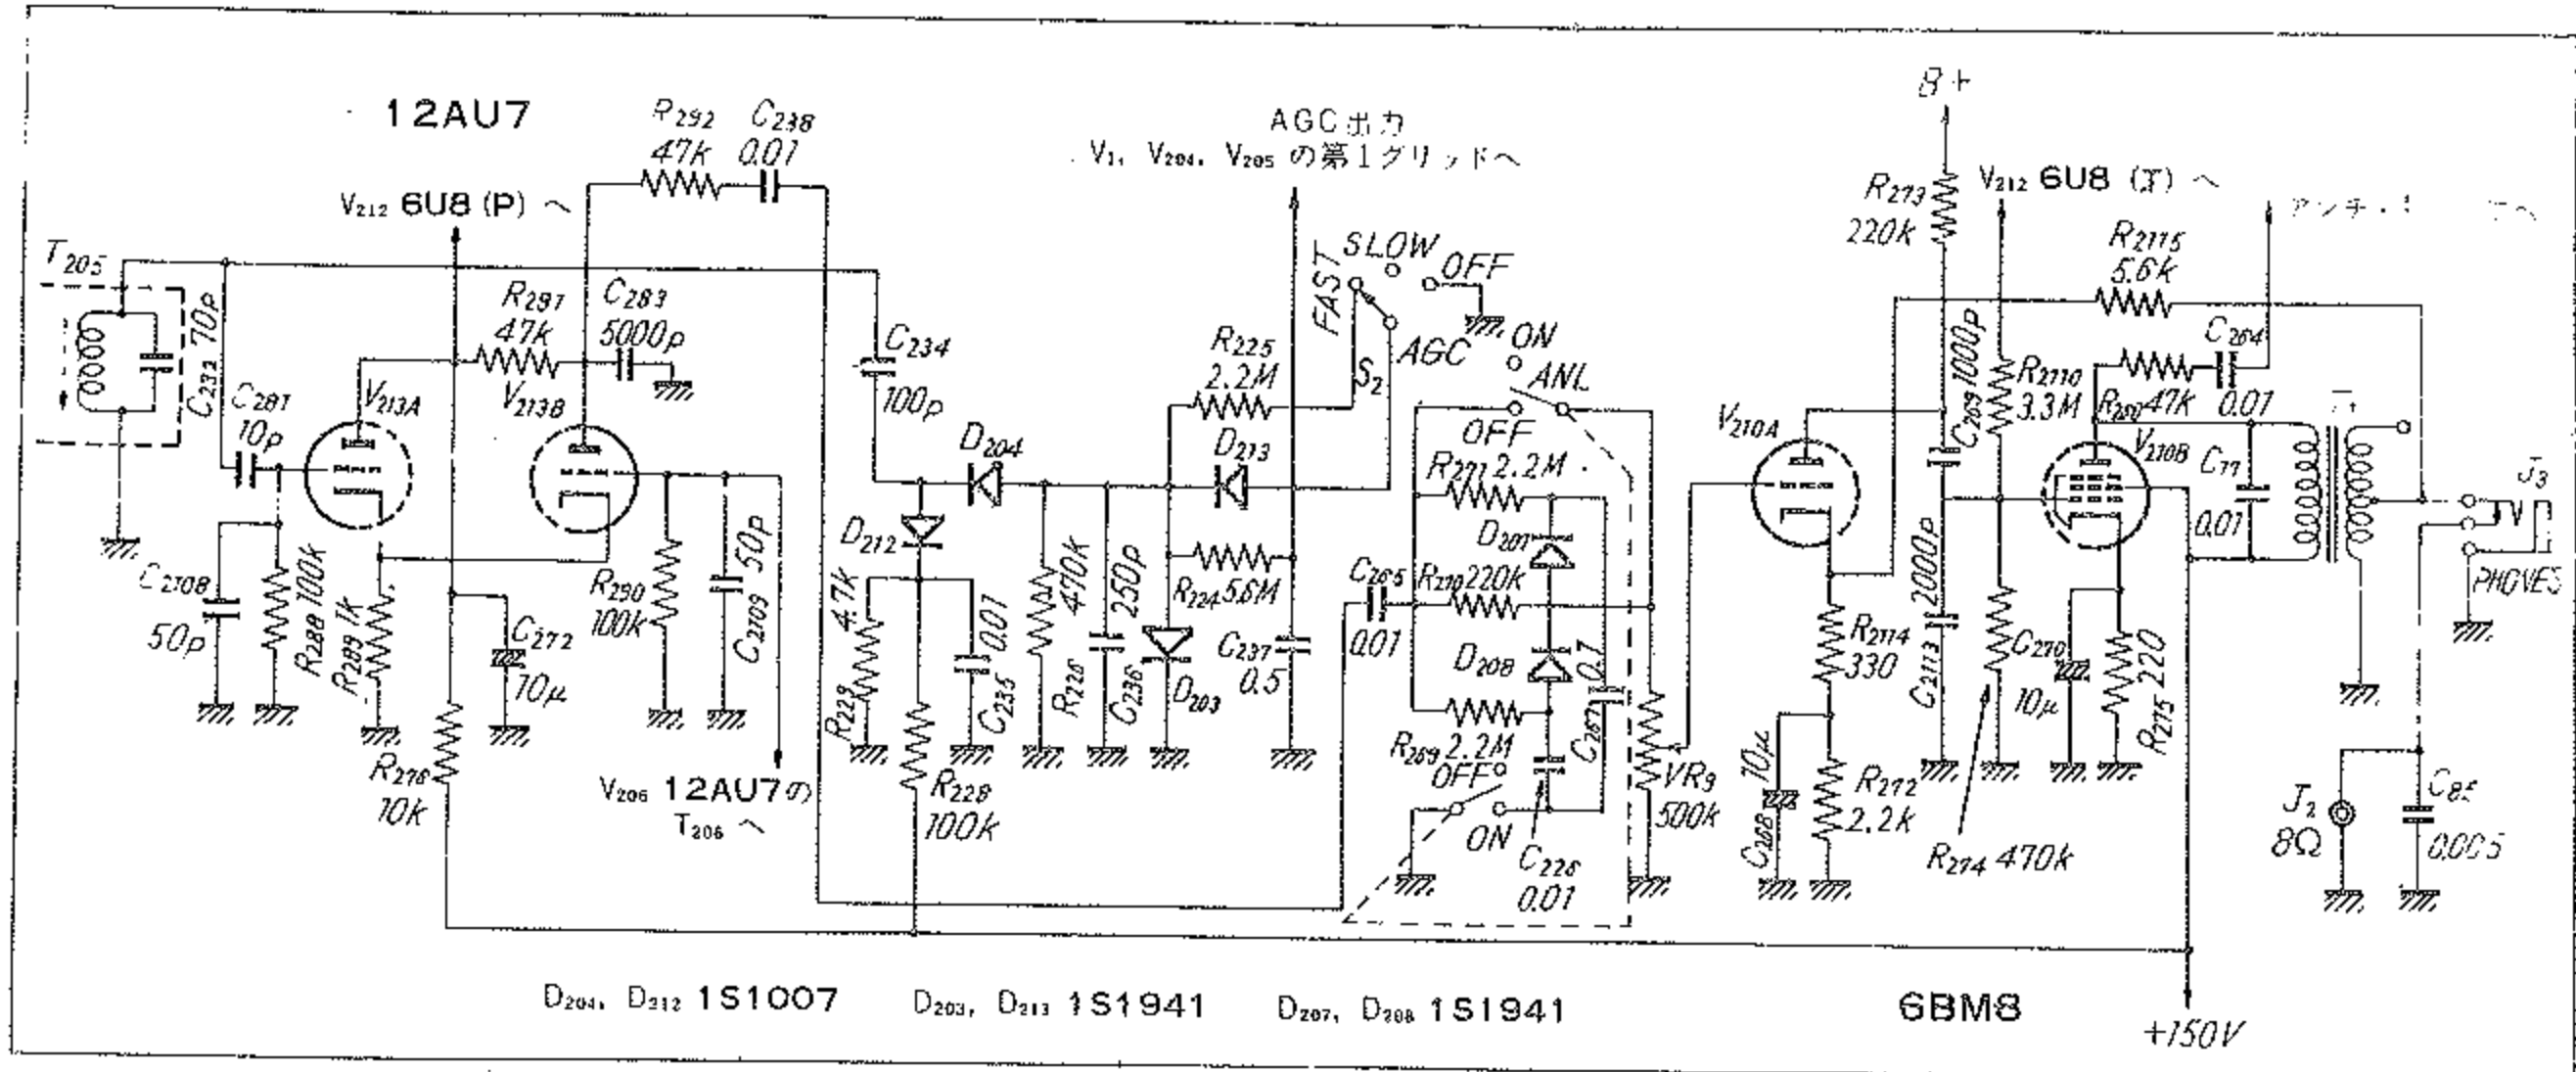 12AU7
R292
47k
C238
0.01
AGC出力
V1, V204, V205 の第1グリッドへ
B+
V212 6U8 (P) へ
V212 6U8 (T) へ
R273
220k
T205
C232 70p
R291
47k
C283
5000p
C234
100p
FAST
SLOW
OFF
AGC
S2
R225
2.2M
ON
ANL
OFF
R2115
5.6k
C264
0.01
C269 1000p
R2110
3.3M
47k
C281
10p
V213A
V213B
D204
D213
D212
R271 2.2M
D207
V210A
V210B
C77
0.01
J3
PHONES
C2108
50p
R288 100k
R289 1k
C272
10μ
R290
100k
C2109 50p
R229 4.7k
C235 0.01
R226 470k
C236 250p
R224 5.6M
D203
C237
0.5
C265
0.01
R270 220k
D208
0.1
C267
R269 2.2M
OFF
ON
C226
0.01
VR9
500k
R2114
330
C268 10μ
R272
2.2k
C2113 2000p
R274 470k
C270
10μ
R275 220
J2
8Ω
C85
0.005
R276
10k
V206 12AU7の
T206 へ
R228
100k
D204, D212 1S1007
D203, D213 1S1941
D207, D208 1S1941
6BM8
+150V